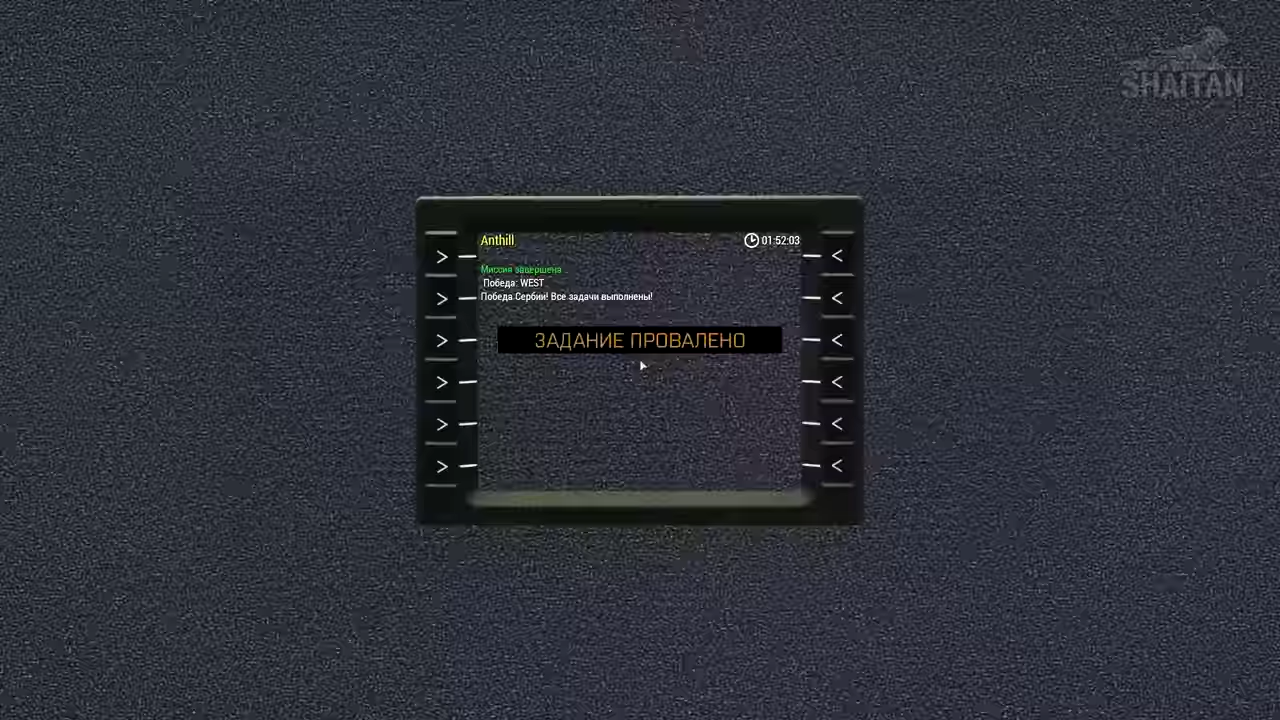 SHAITAN
Anthill
01:52:03
Миссия завершена...
Победа: WEST
Победа Сербии! Все задачи выполнены!
ЗАДАНИЕ ПРОВАЛЕНО